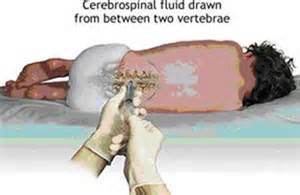 Cerebrospinal fluid drawn
from between two vertebrae